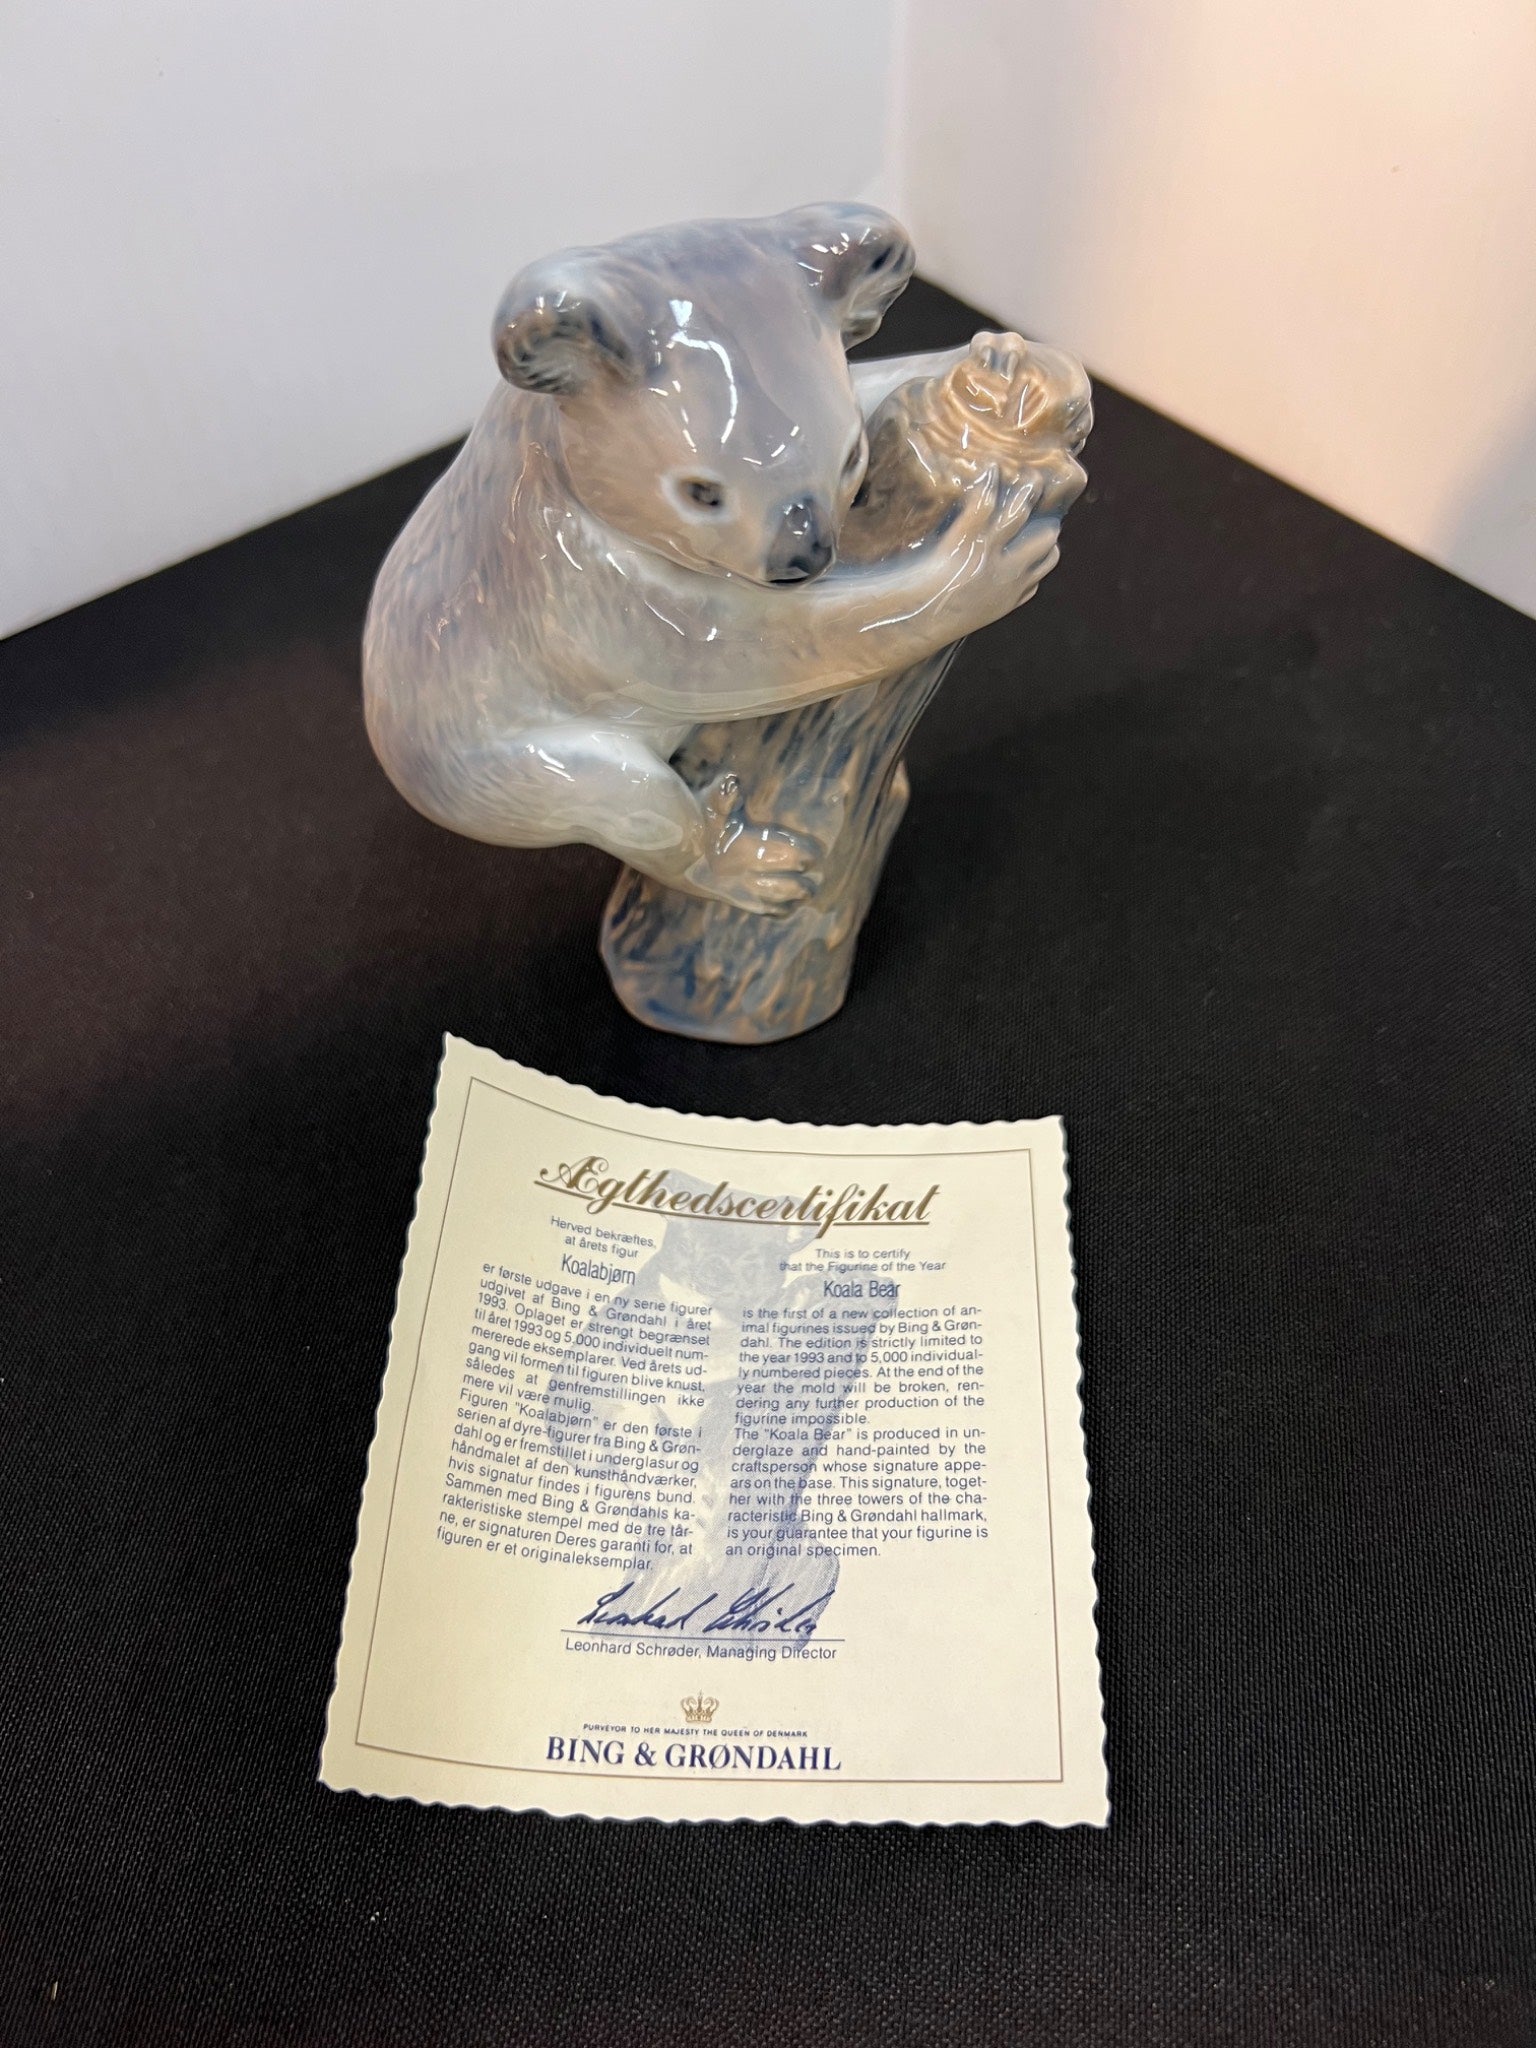 Ægthedscertifikat
Herved bekræftes,
at årets figur
Koalabjørn
er første udgave i en ny serie figurer
udgivet af Bing & Grøndahl i året
1993. Oplaget er strengt begrænset
til året 1993 og 5.000 individuelt num-
mererede eksemplarer. Ved årets ud-
gang vil formen til figuren blive knust,
således at genfremstillingen ikke
mere vil være mulig.
Figuren "Koalabjørn" er den første i
serien af dyre-figurer fra Bing & Grøn-
dahl og er fremstillet i underglasur og
håndmalet af den kunsthåndværker,
hvis signatur findes i figurens bund.
Sammen med Bing & Grøndahls ka-
rakteristiske stempel med de tre tår-
ne, er signaturen Deres garanti for, at
figuren er et originaleksemplar.
This is to certify
that the Figurine of the Year
Koala Bear
is the first of a new collection of an-
imal figurines issued by Bing & Grøn-
dahl. The edition is strictly limited to
the year 1993 and to 5,000 individual-
ly numbered pieces. At the end of the
year the mold will be broken, ren-
dering any further production of the
figurine impossible.
The "Koala Bear" is produced in un-
derglaze and hand-painted by the
craftsperson whose signature appe-
ars on the base. This signature, toget-
her with the three towers of the cha-
racteristic Bing & Grøndahl hallmark,
is your guarantee that your figurine is
an original specimen.
Leonhard Schrøder
Leonhard Schrøder, Managing Director
PURVEYOR TO HER MAJESTY THE QUEEN OF DENMARK
BING & GRØNDAHL